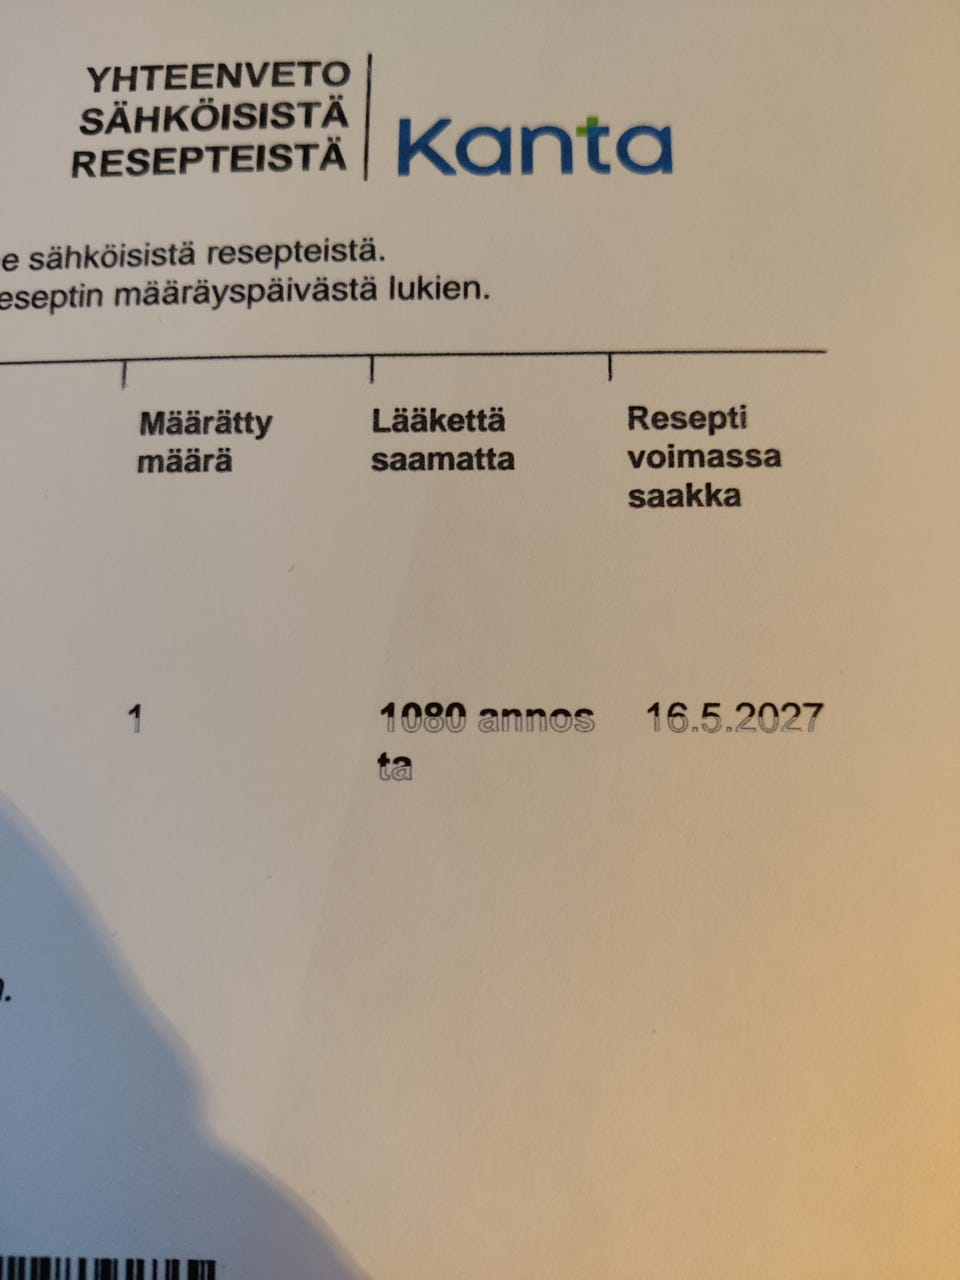 YHTEENVETO
SÄHKÖISISTÄ
RESEPTEISTÄ
Kanta
e sähköisistä resepteistä.
eseptin määräyspäivästä lukien.
Määrätty määrä
Lääkettä saamatta
Resepti voimassa saakka
1
1080 annos
ta
16.5.2027